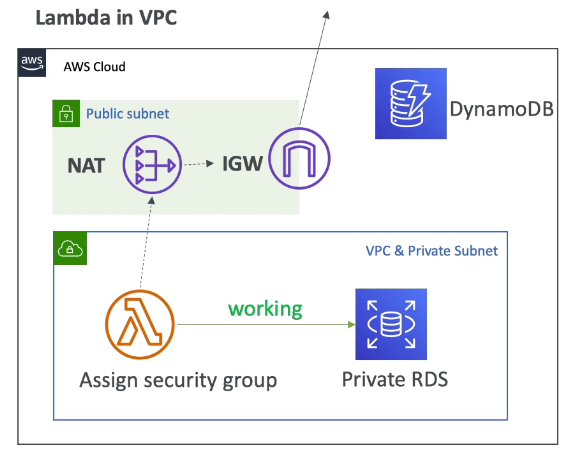 Lambda in VPC
aws
AWS Cloud
Public subnet
DynamoDB
NAT
IGW
VPC & Private Subnet
working
Assign security group
Private RDS